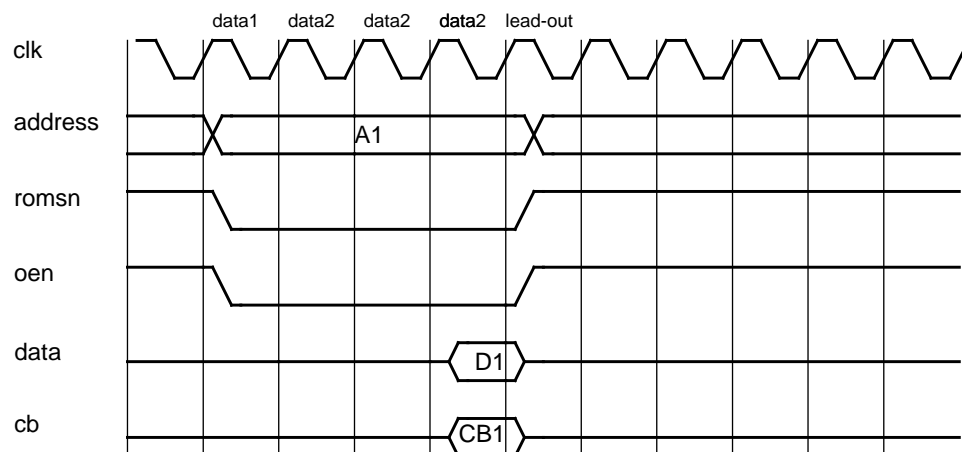 data1 data2 data2 data2 lead-out
clk
address
A1
romsn
oen
data
D1
cb
CB1